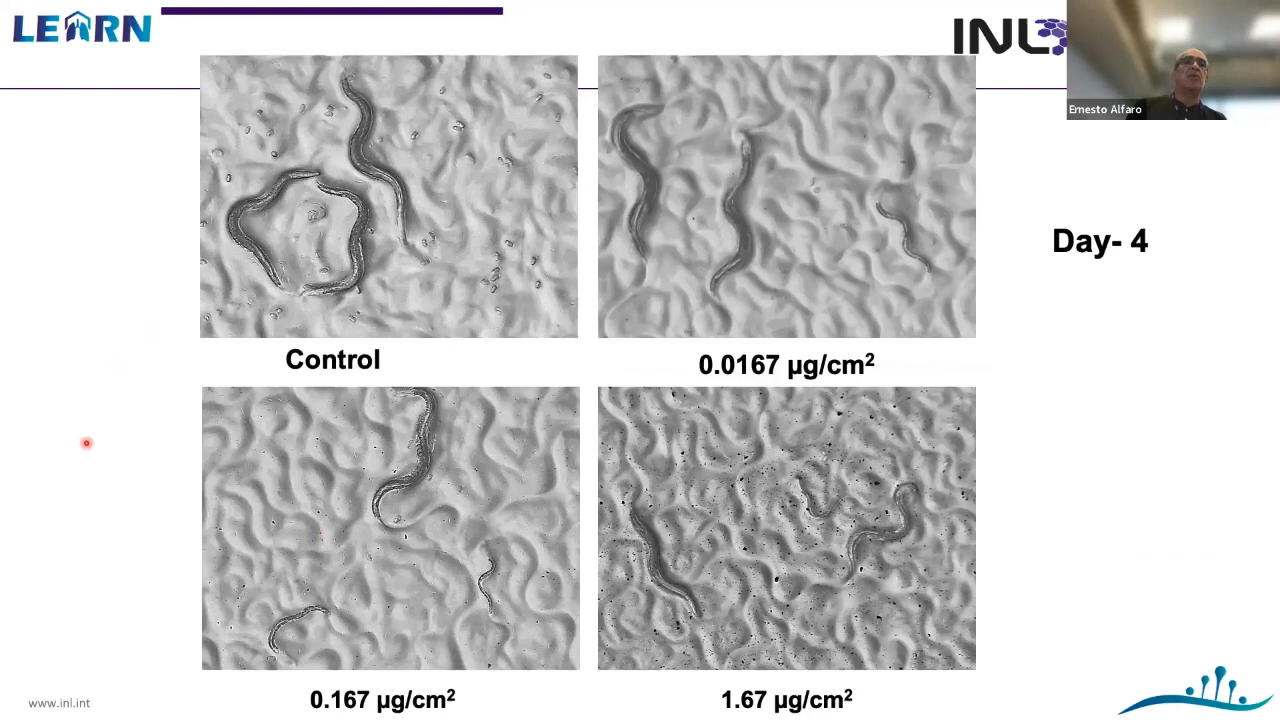 LEARN
INL
Ernesto Alfaro
Day- 4
Control
0.0167 µg/cm²
0.167 µg/cm²
1.67 µg/cm²
www.inl.int